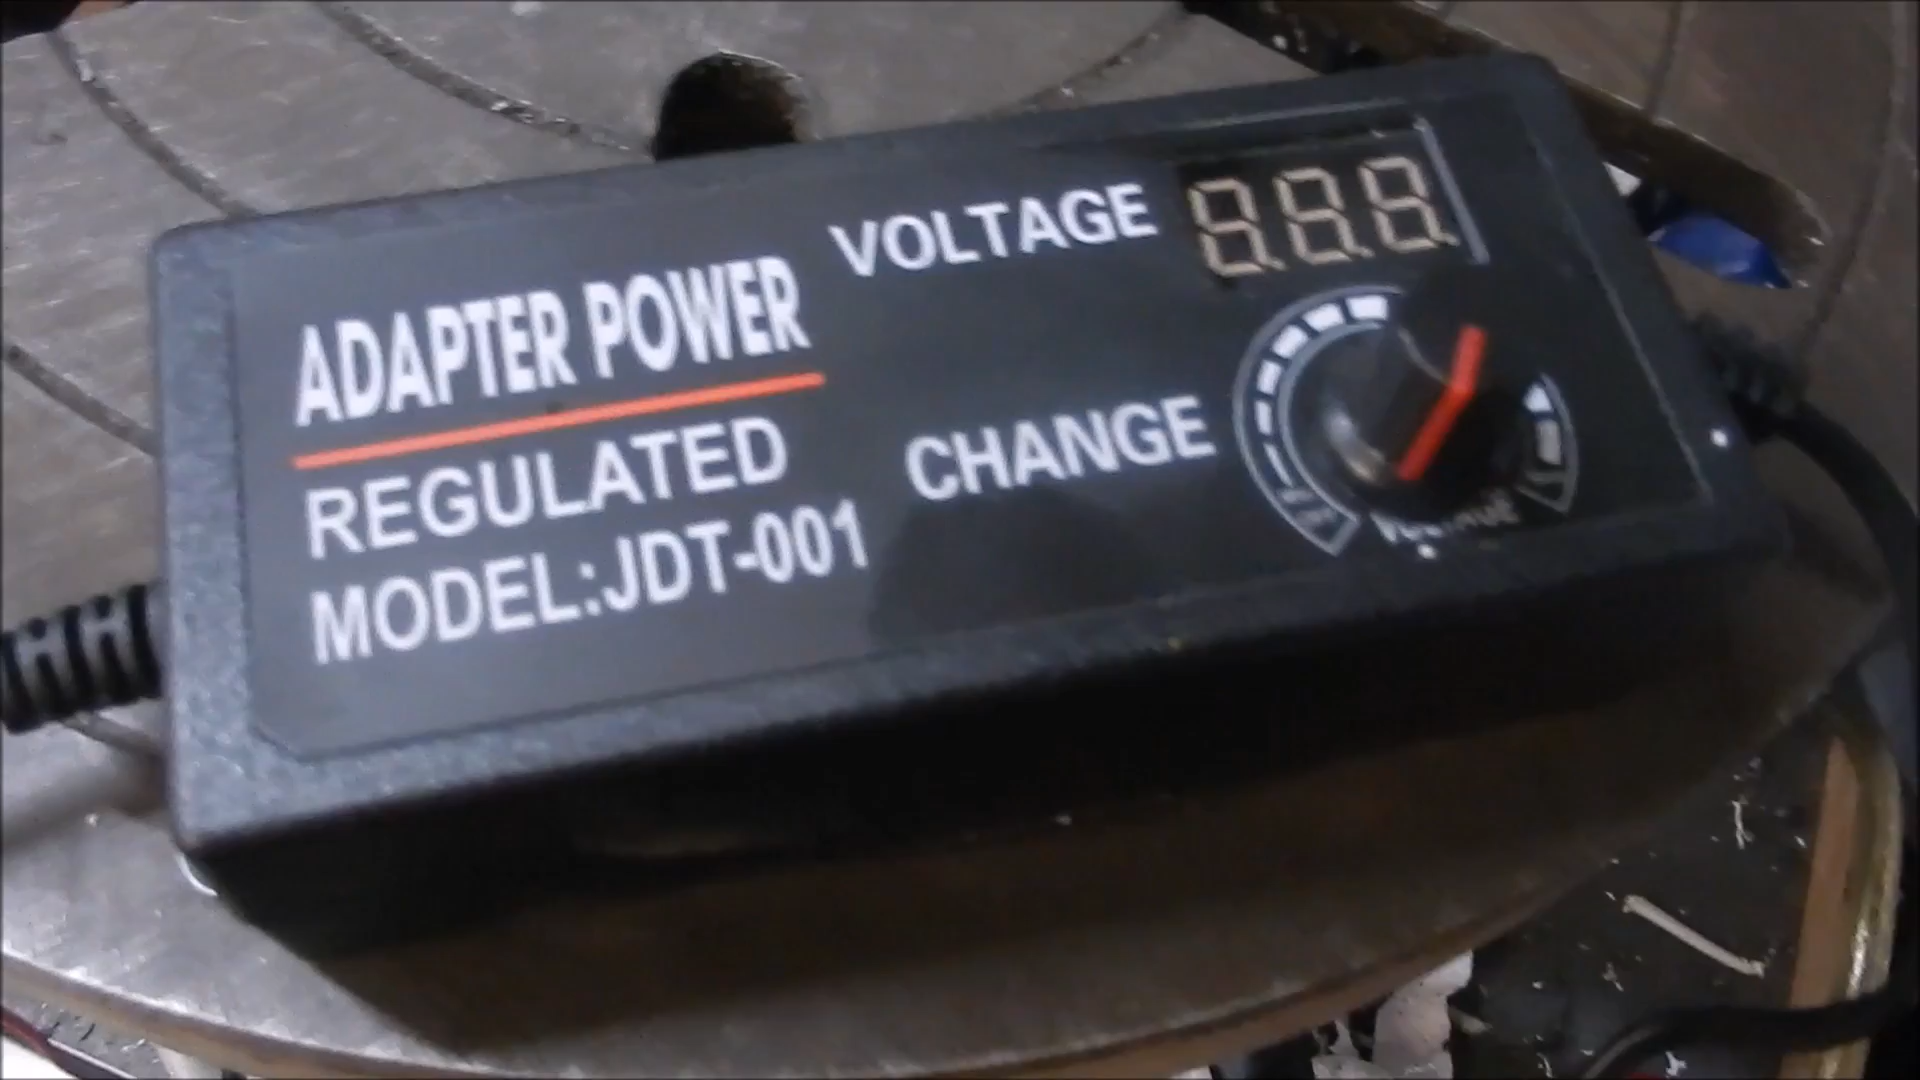 ADAPTER POWER
REGULATED
MODEL:JDT-001
VOLTAGE
CHANGE